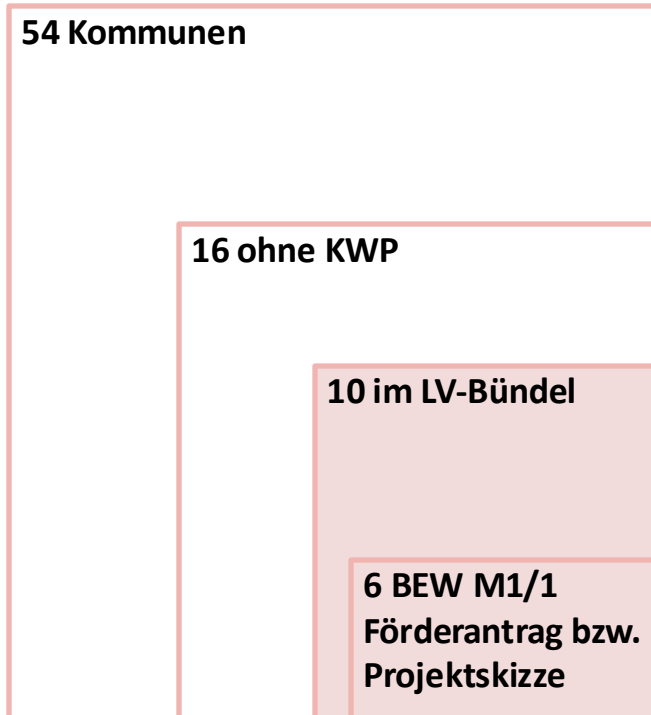 54 Kommunen
16 ohne KWP
10 im LV-Bündel
6 BEW M1/1
Förderantrag bzw.
Projektskizze